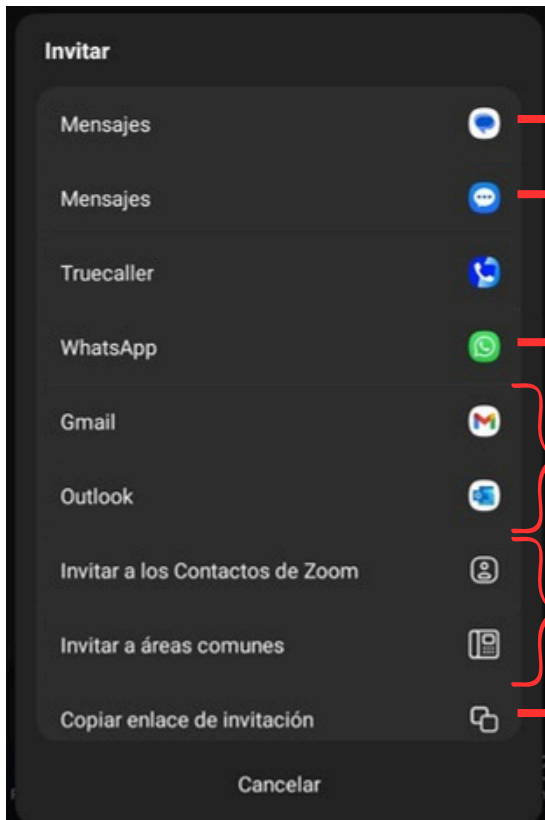 Invitar
Mensajes
Mensajes
Truecaller
WhatsApp
Gmail
Outlook
Invitar a los Contactos de Zoom
Invitar a áreas comunes
Copiar enlace de invitación
Cancelar